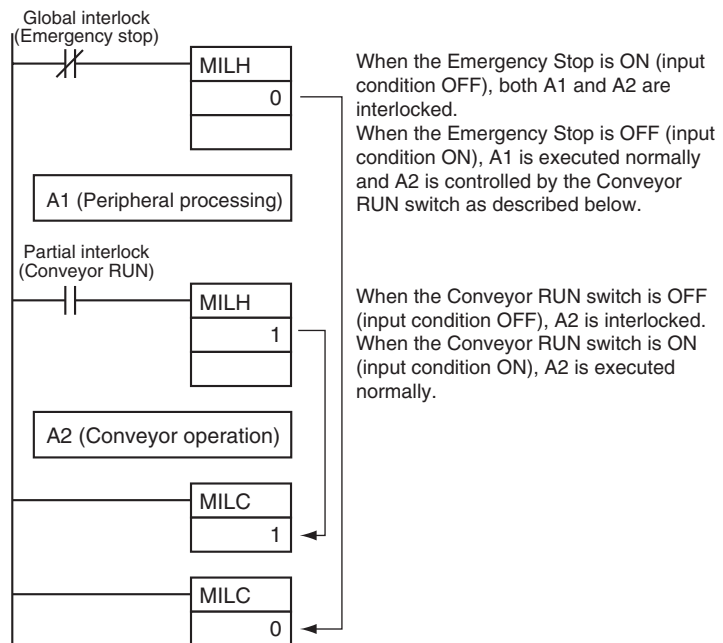 Global interlock
(Emergency stop)
MILH
0
When the Emergency Stop is ON (input
condition OFF), both A1 and A2 are
interlocked.
When the Emergency Stop is OFF (input
condition ON), A1 is executed normally
and A2 is controlled by the Conveyor
RUN switch as described below.
A1 (Peripheral processing)
Partial interlock
(Conveyor RUN)
MILH
1
When the Conveyor RUN switch is OFF
(input condition OFF), A2 is interlocked.
When the Conveyor RUN switch is ON
(input condition ON), A2 is executed
normally.
A2 (Conveyor operation)
MILC
1
MILC
0